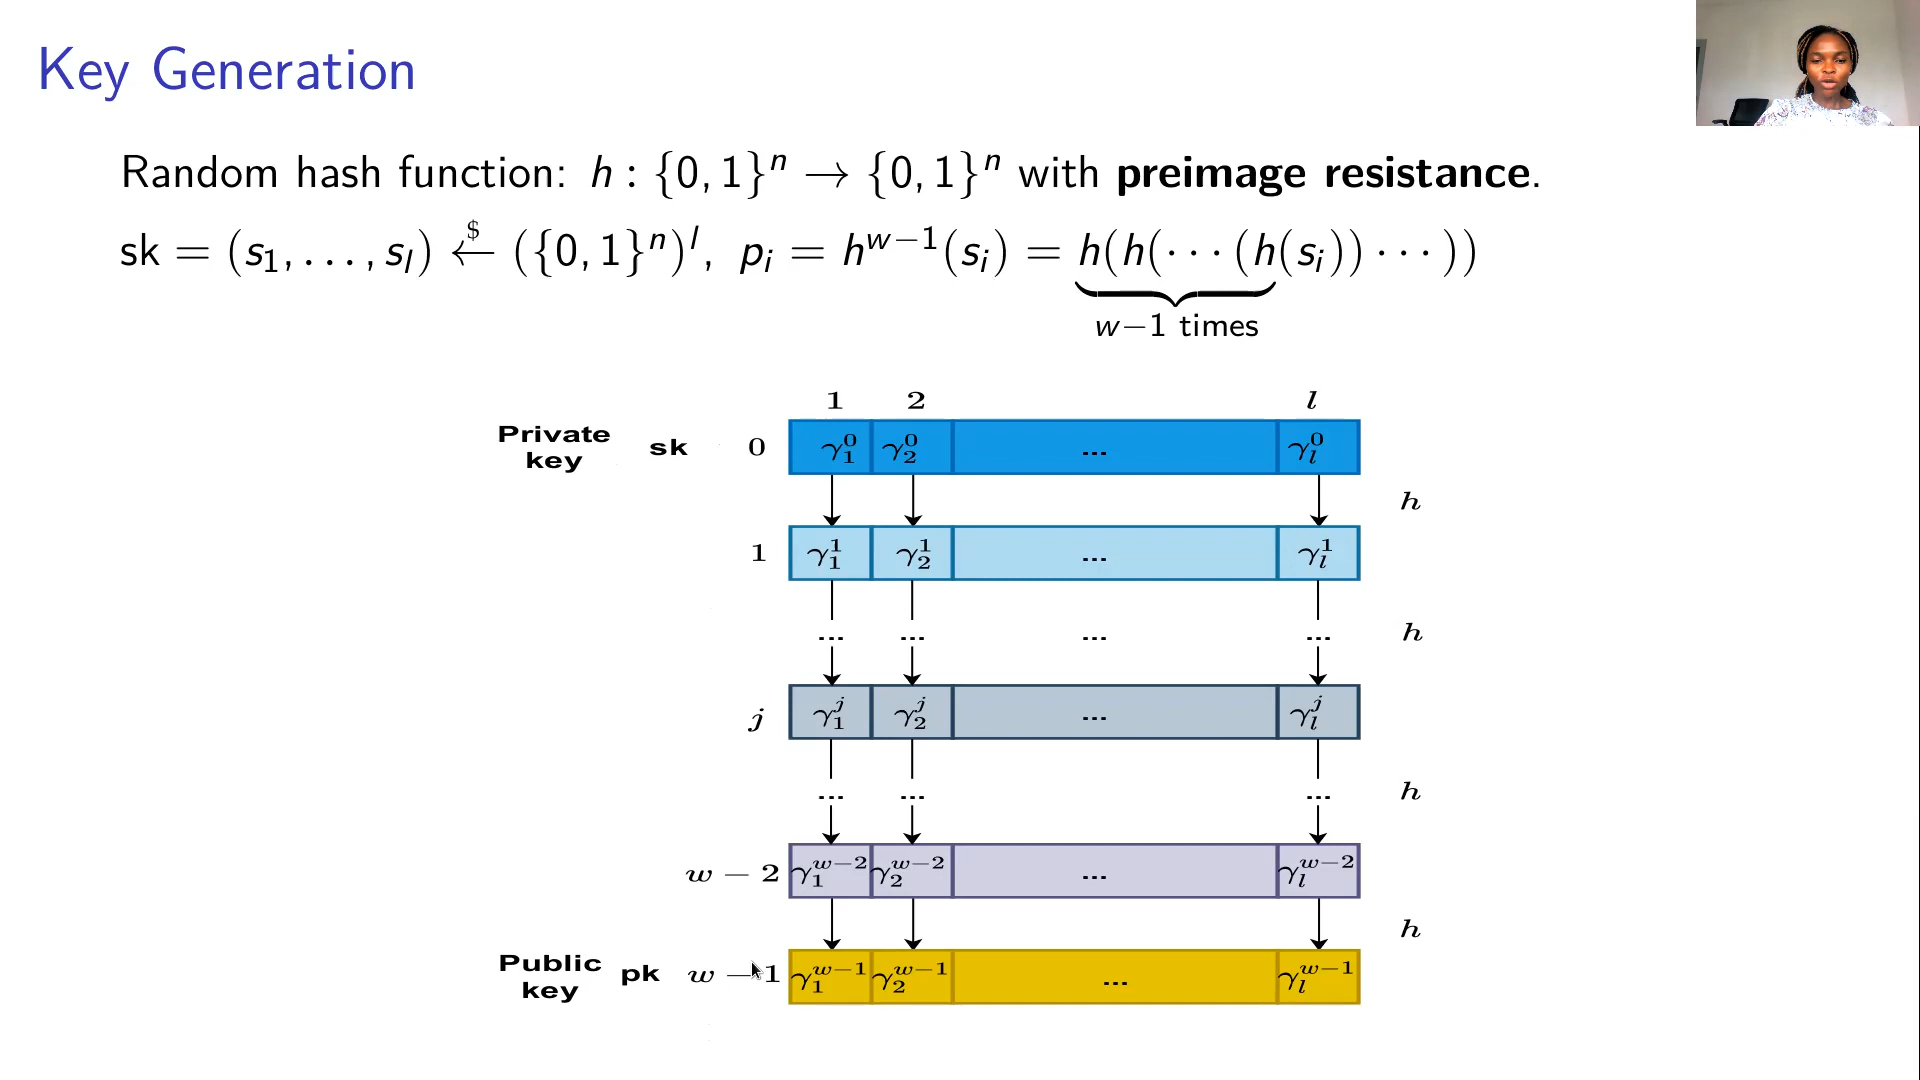 Key Generation
Random hash function: h : {0, 1}^n → {0, 1}^n with preimage resistance.
sk = (s_1, . . . , s_l) ←^$ ({0, 1}^n)^l, p_i = h^{w−1}(s_i) = h(h(· · · (h(s_i)) · · · ))
w−1 times
1 2 l
Private key sk 0 γ_1^0 γ_2^0 ... γ_l^0
h
1 γ_1^1 γ_2^1 ... γ_l^1
... ... ... ... h
j γ_1^j γ_2^j ... γ_l^j
... ... ... h
w − 2 γ_1^{w−2} γ_2^{w−2} ... γ_l^{w−2}
h
Public key pk w − 1 γ_1^{w−1} γ_2^{w−1} ... γ_l^{w−1}